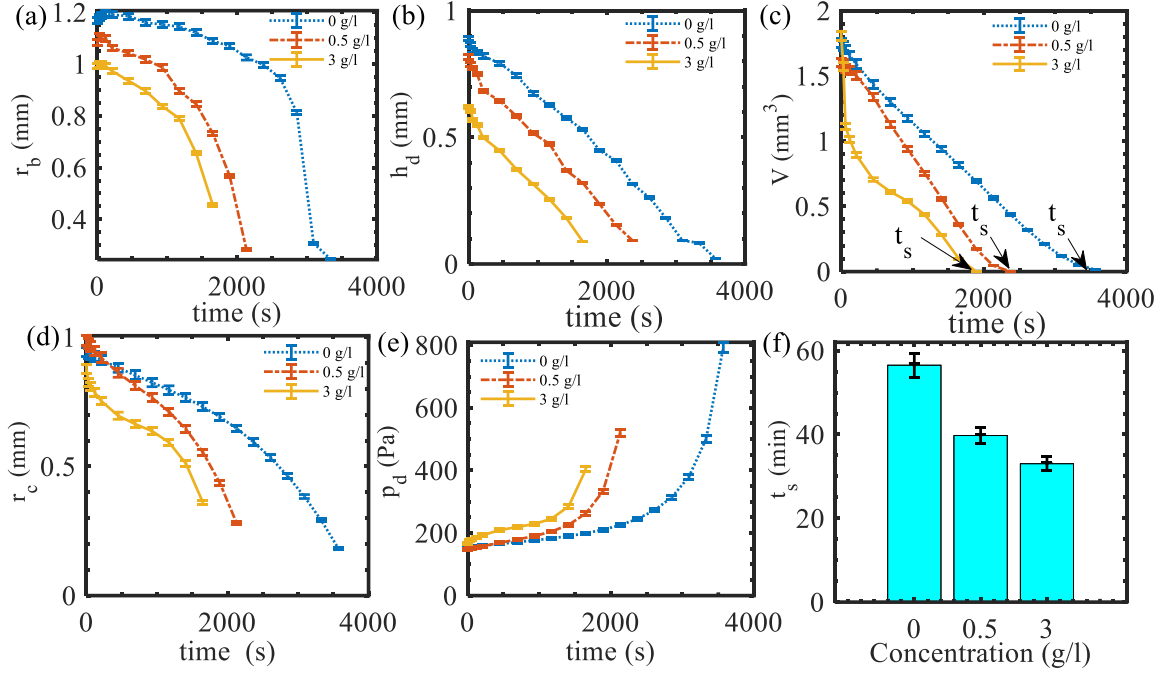 (a)
1.2
1
0.8
0.6
0.4
r_b (mm)
0 g/l
0.5 g/l
3 g/l
0
2000
4000
time (s)
(b)
1
0.5
0
h_d (mm)
0 g/l
0.5 g/l
3 g/l
0
2000
4000
time (s)
(c)
2
1.5
1
0.5
0
V (mm³)
0 g/l
0.5 g/l
3 g/l
t_s
t_s
t_s
0
2000
4000
time (s)
(d)
1
0.5
0
r_c (mm)
0 g/l
0.5 g/l
3 g/l
0
2000
4000
time (s)
(e)
800
600
400
200
0
p_d (Pa)
0 g/l
0.5 g/l
3 g/l
0
2000
4000
time (s)
(f)
60
40
20
0
t_s (min)
0
0.5
3
Concentration (g/l)